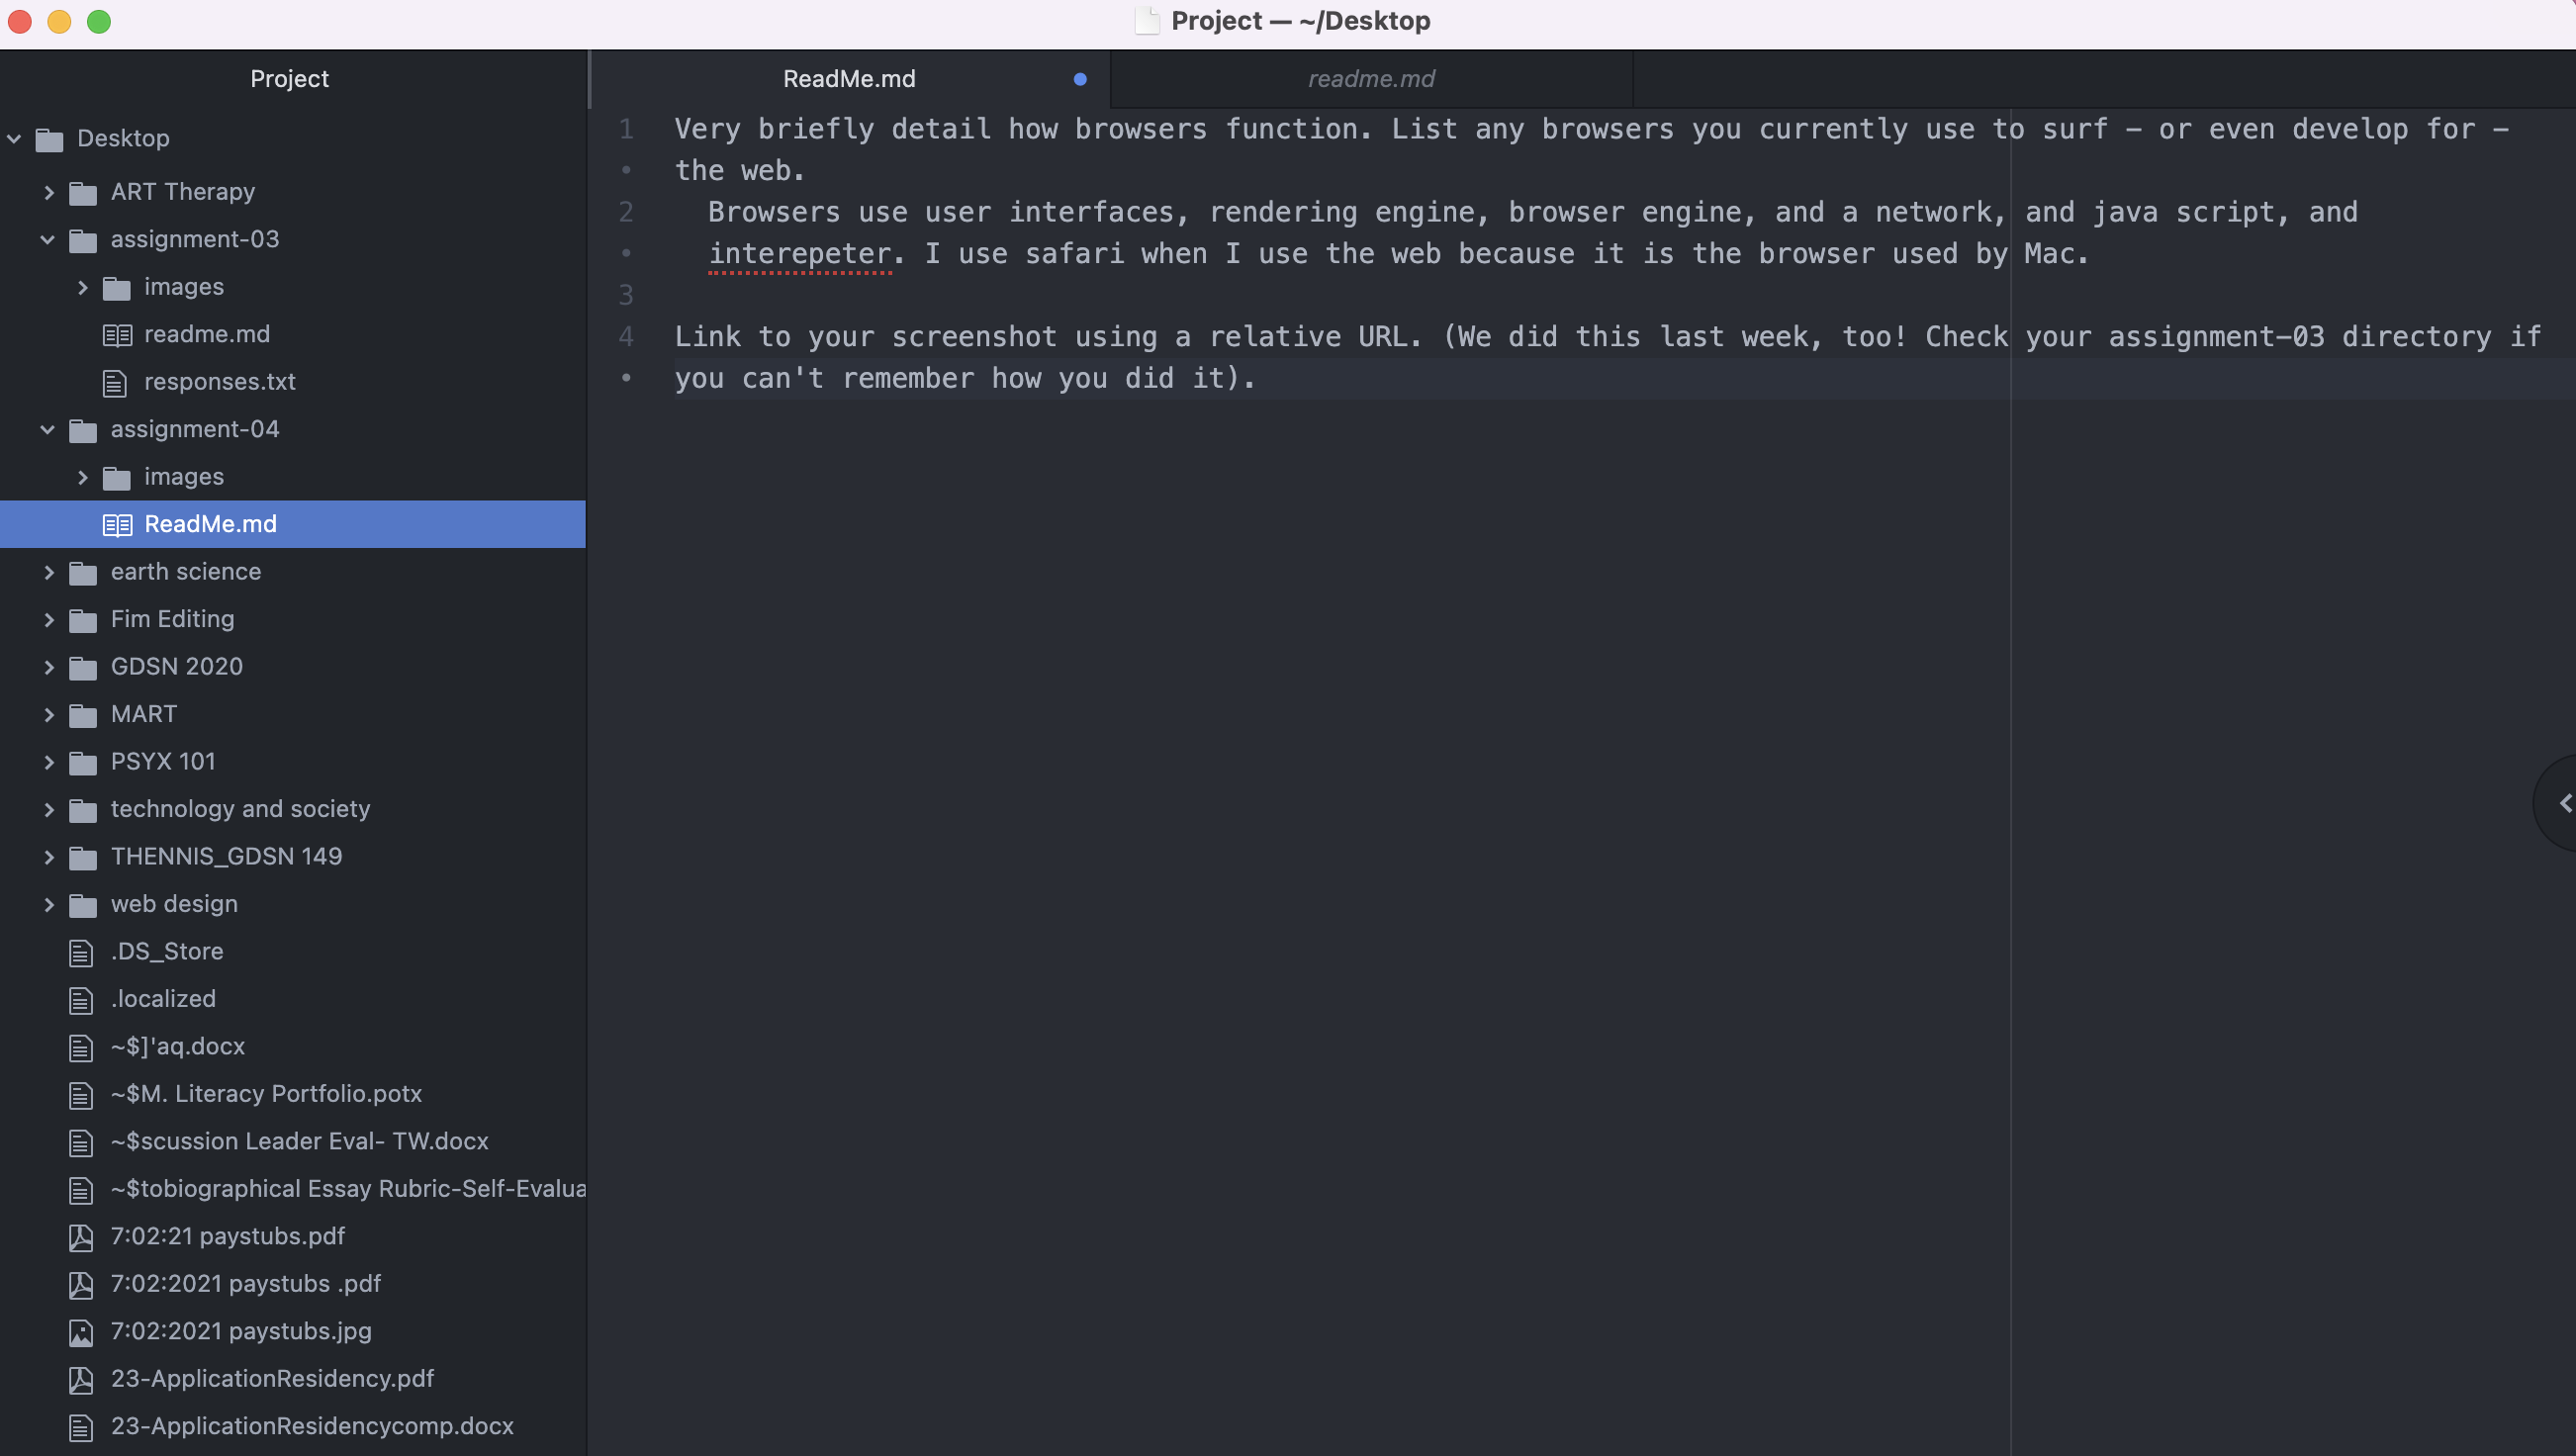 Project — ~/Desktop
Project
Desktop
ART Therapy
assignment-03
images
readme.md
responses.txt
assignment-04
images
ReadMe.md
earth science
Fim Editing
GDSN 2020
MART
PSYX 101
technology and society
THENNIS_GDSN 149
web design
.DS_Store
.localized
~$]'aq.docx
~$M. Literacy Portfolio.potx
~$scussion Leader Eval- TW.docx
~$tobiographical Essay Rubric-Self-Evalua
7:02:21 paystubs.pdf
7:02:2021 paystubs .pdf
7:02:2021 paystubs.jpg
23-ApplicationResidency.pdf
23-ApplicationResidencycomp.docx
ReadMe.md
readme.md
1 Very briefly detail how browsers function. List any browsers you currently use to surf – or even develop for –
• the web.
2 Browsers use user interfaces, rendering engine, browser engine, and a network, and java script, and
• interepeter. I use safari when I use the web because it is the browser used by Mac.
3
4 Link to your screenshot using a relative URL. (We did this last week, too! Check your assignment-03 directory if
• you can't remember how you did it).